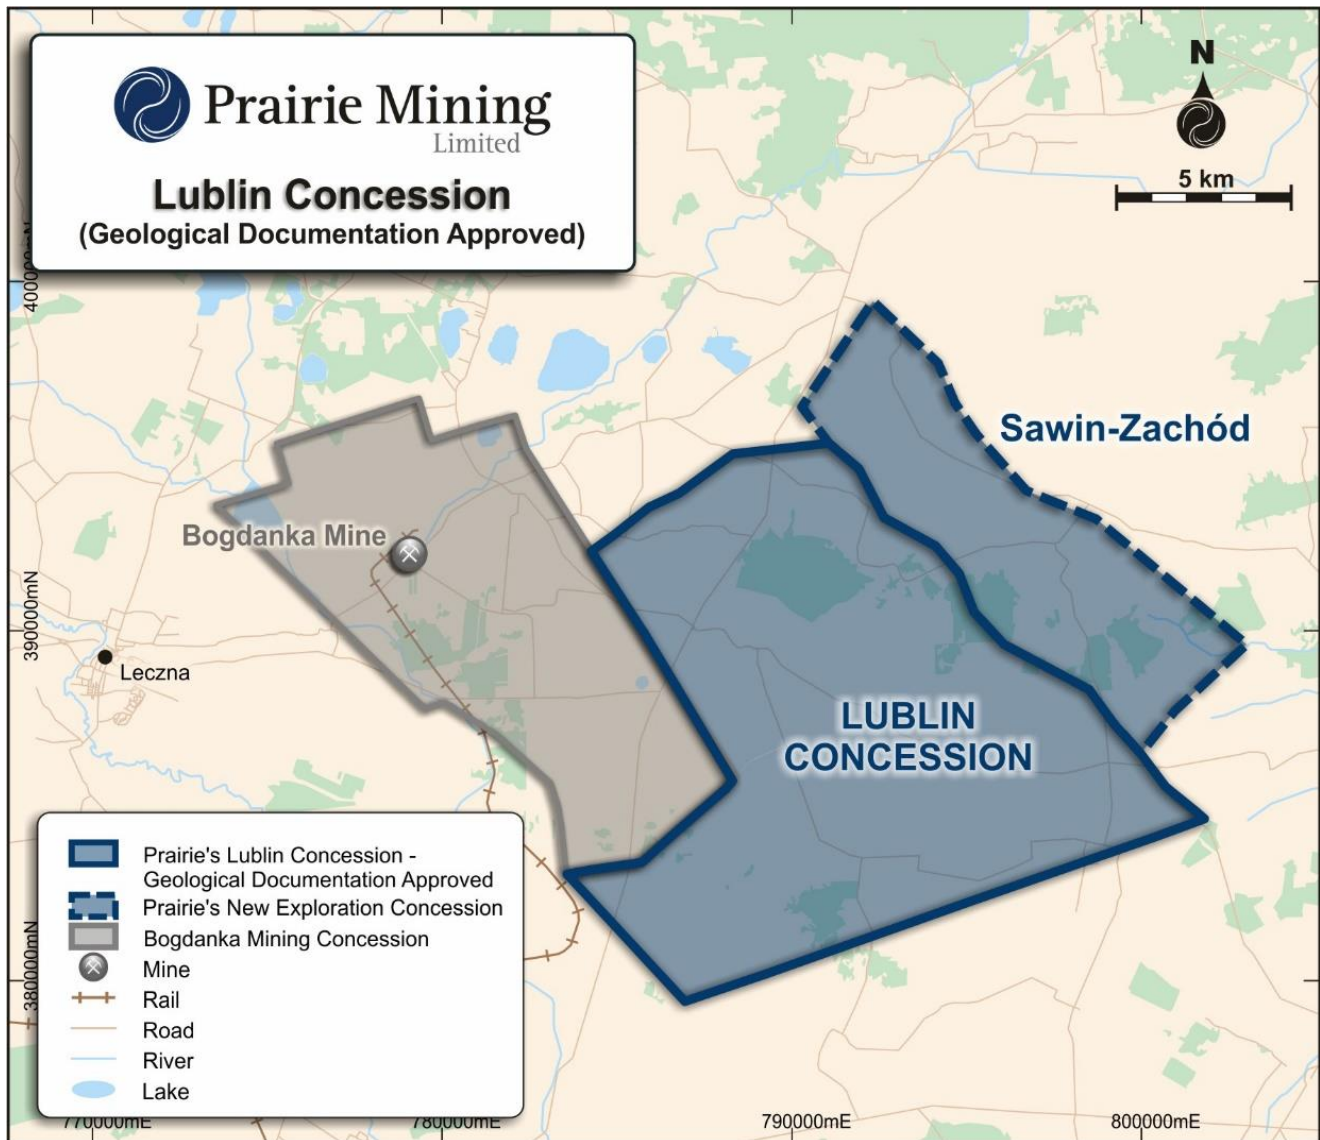 Prairie Mining
Limited
Lublin Concession
(Geological Documentation Approved)
N
5 km
Sawin-Zachód
Bogdanka Mine
Leczna
LUBLIN
CONCESSION
Prairie's Lublin Concession -
Geological Documentation Approved
Prairie's New Exploration Concession
Bogdanka Mining Concession
Mine
Rail
Road
River
Lake
390000mN
380000mN
770000mE
780000mE
790000mE
800000mE